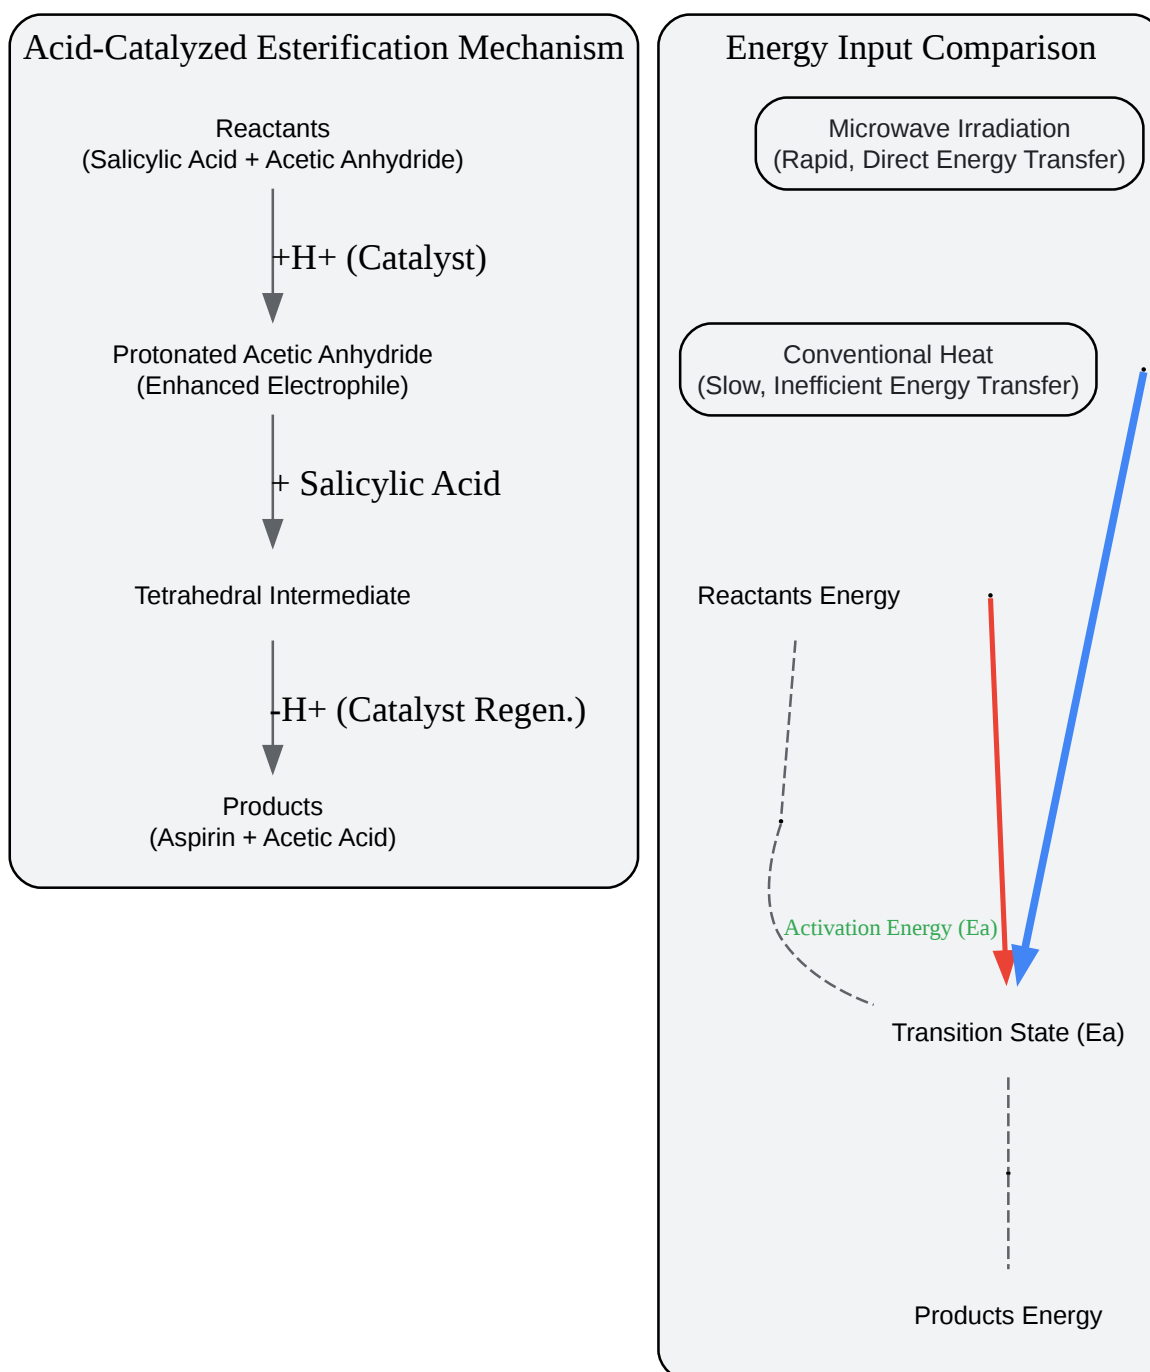 Acid-Catalyzed Esterification Mechanism
Reactants
(Salicylic Acid + Acetic Anhydride)
+H+ (Catalyst)
Protonated Acetic Anhydride
(Enhanced Electrophile)
+ Salicylic Acid
Tetrahedral Intermediate
-H+ (Catalyst Regen.)
Products
(Aspirin + Acetic Acid)
Energy Input Comparison
Microwave Irradiation
(Rapid, Direct Energy Transfer)
Conventional Heat
(Slow, Inefficient Energy Transfer)
Reactants Energy
Activation Energy (Ea)
Transition State (Ea)
Products Energy